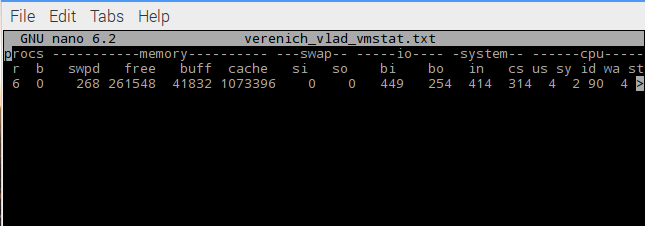 File Edit Tabs Help
GNU nano 6.2 verenich_vlad_vmstat.txt
procs -----------memory---------- ---swap-- -----io---- -system-- ------cpu-----
r b swpd free buff cache si so bi bo in cs us sy id wa st
6 0 268 261548 41832 1073396 0 0 449 254 414 314 4 2 90 4 >